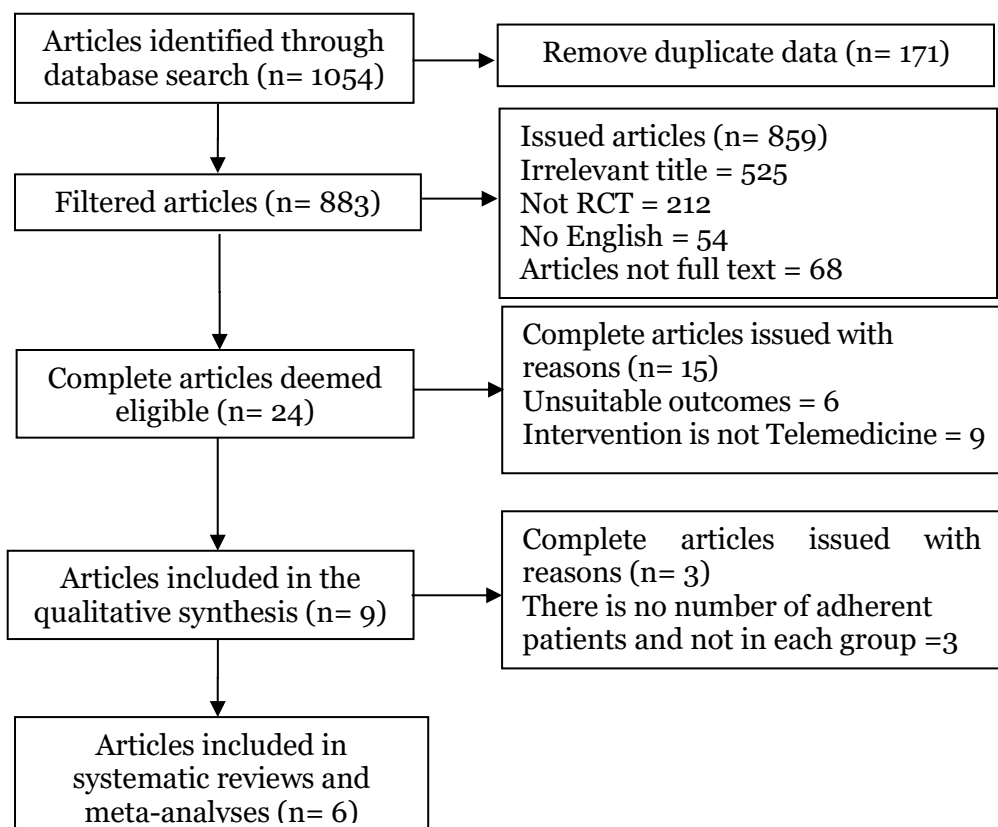 Articles identified through
database search (n= 1054)
Remove duplicate data (n= 171)
Filtered articles (n= 883)
Issued articles (n= 859)
Irrelevant title = 525
Not RCT = 212
No English = 54
Articles not full text = 68
Complete articles deemed
eligible (n= 24)
Complete articles issued with
reasons (n= 15)
Unsuitable outcomes = 6
Intervention is not Telemedicine = 9
Articles included in the
qualitative synthesis (n= 9)
Complete articles issued with
reasons (n= 3)
There is no number of adherent
patients and not in each group =3
Articles included in
systematic reviews and
meta-analyses (n= 6)